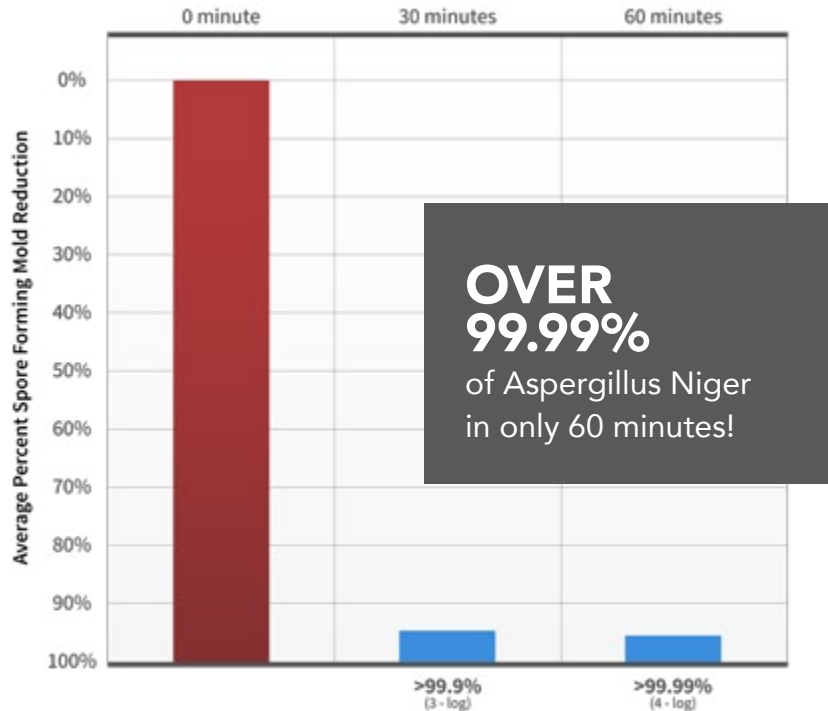 0 minute 30 minutes 60 minutes
Average Percent Spore Forming Mold Reduction
0%
10%
20%
30%
40%
50%
60%
70%
80%
90%
100%
OVER
99.99%
of Aspergillus Niger
in only 60 minutes!
>99.9% >99.99%
(3 - log) (4 - log)